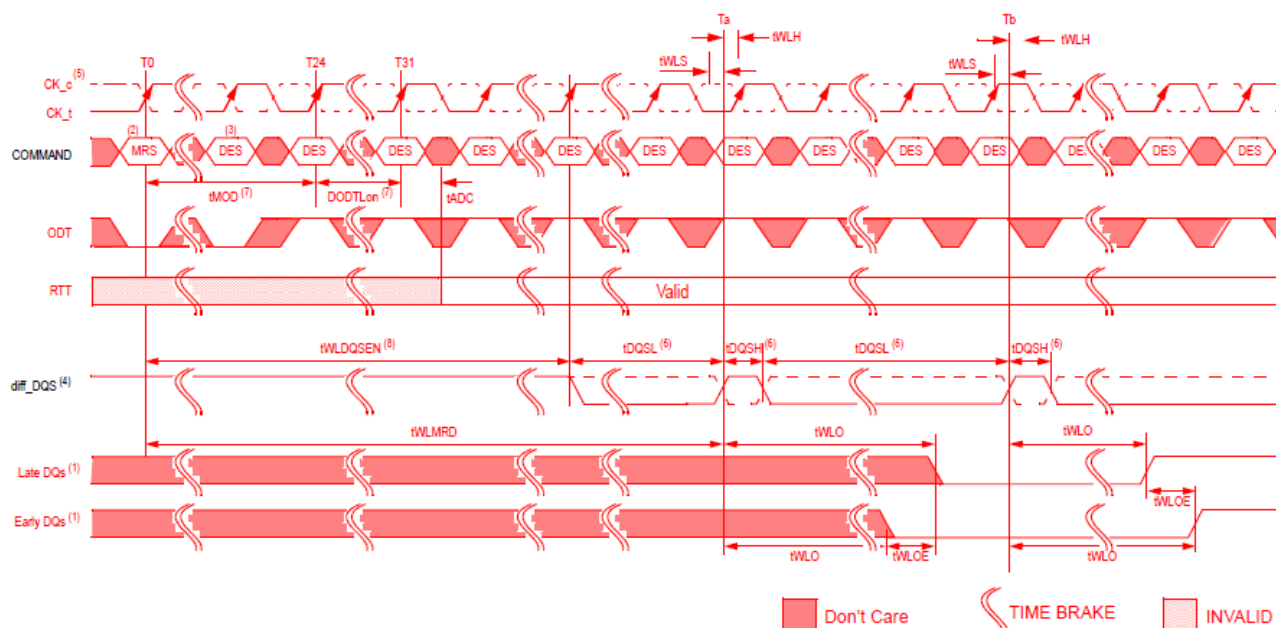 Ta
Tb
tWLH
tWLH
T0
T24
T31
tWLS
tWLS
CK_c (5)
CK_t
(2)
(3)
COMMAND
MRS
DES
DES
DES
DES
DES
DES
DES
DES
DES
DES
DES
DES
DES
tMOD (7)
DODTLon (7)
tADC
ODT
RTT
Valid
tWLDQSEN (8)
tDQSL (6)
tDQSH (6)
tDQSL (6)
tDQSH (6)
diff_DQS (4)
tWLMRD
tWLO
tWLO
Late DQs (1)
tWLOE
Early DQs (1)
tWLO
tWLOE
tWLO
Don't Care
TIME BRAKE
INVALID